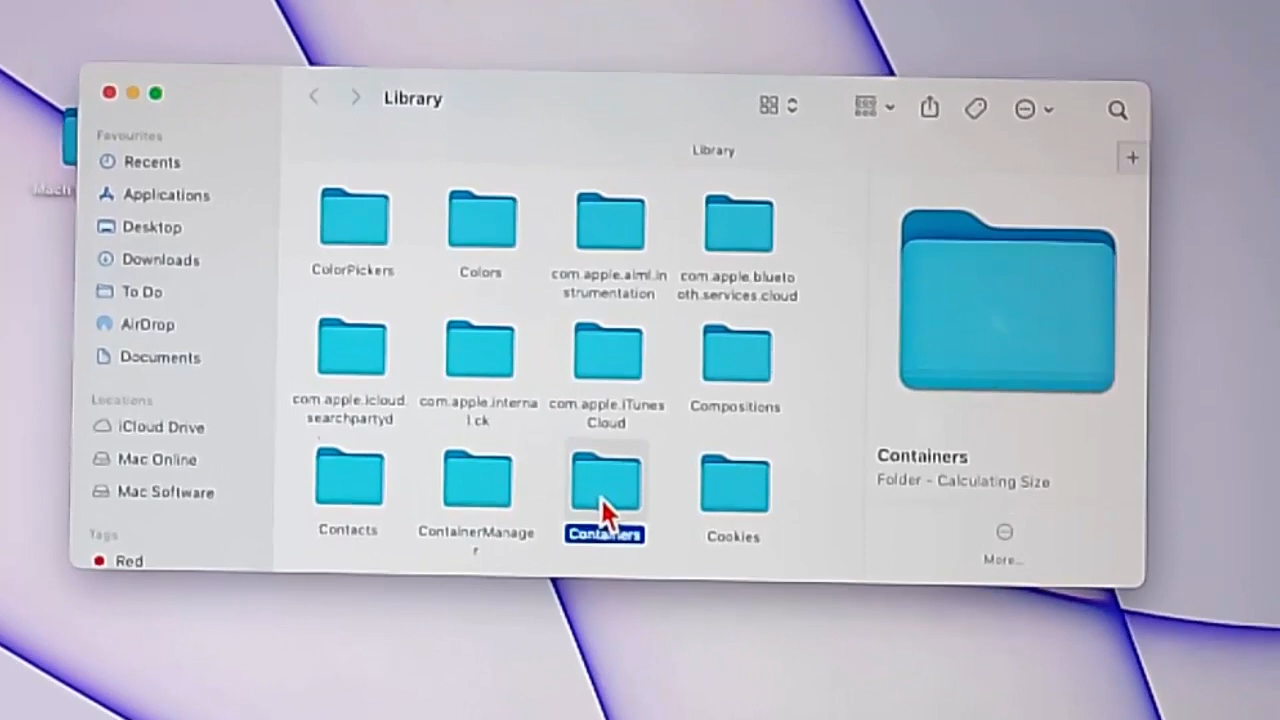 Library
Favourites
Recents
Applications
Desktop
Downloads
To Do
AirDrop
Documents
Locations
iCloud Drive
Mac Online
Mac Software
Tags
Red
Library
ColorPickers
Colors
com.apple.aiml.in
strumentation
com.apple.blueto
oth.services.cloud
com.apple.icloud.
searchpartyd
com.apple.interna
l.ck
com.apple.iTunes
Cloud
Compositions
Contacts
ContainerManage
r
Containers
Cookies
Containers
Folder - Calculating Size
More...
Mach